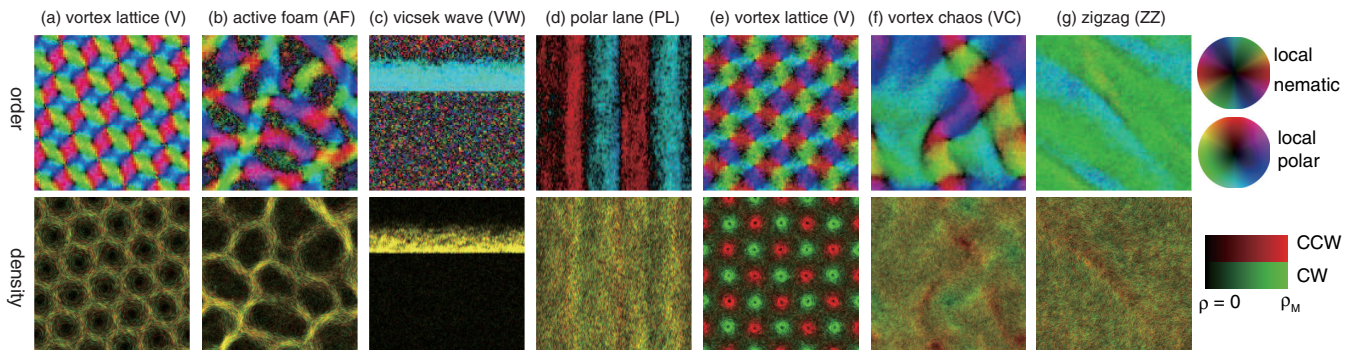 (a) vortex lattice (V)
(b) active foam (AF)
(c) vicsek wave (VW)
(d) polar lane (PL)
(e) vortex lattice (V)
(f) vortex chaos (VC)
(g) zigzag (ZZ)
order
local
nematic
local
polar
density
CCW
CW
ρ = 0
ρM